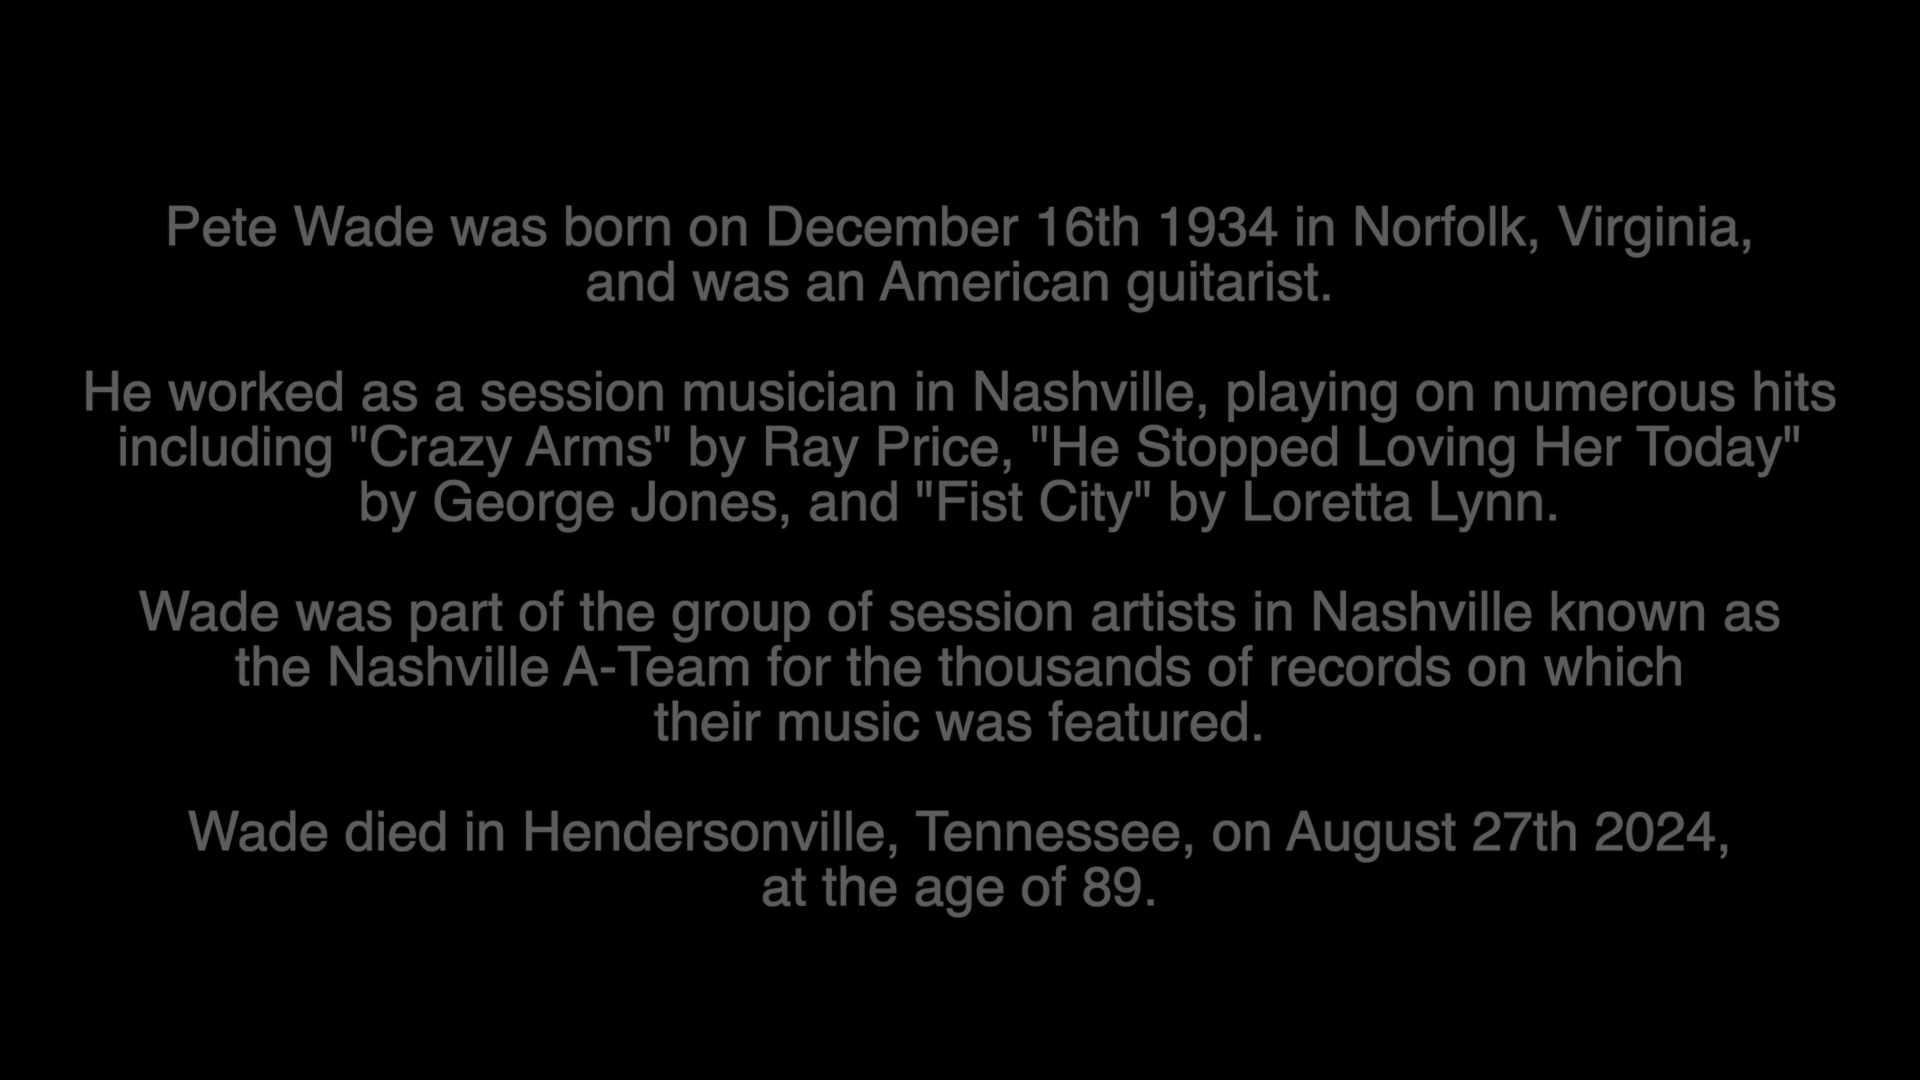 Pete Wade was born on December 16th 1934 in Norfolk, Virginia,
and was an American guitarist.
He worked as a session musician in Nashville, playing on numerous hits
including "Crazy Arms" by Ray Price, "He Stopped Loving Her Today"
by George Jones, and "Fist City" by Loretta Lynn.
Wade was part of the group of session artists in Nashville known as
the Nashville A-Team for the thousands of records on which
their music was featured.
Wade died in Hendersonville, Tennessee, on August 27th 2024,
at the age of 89.